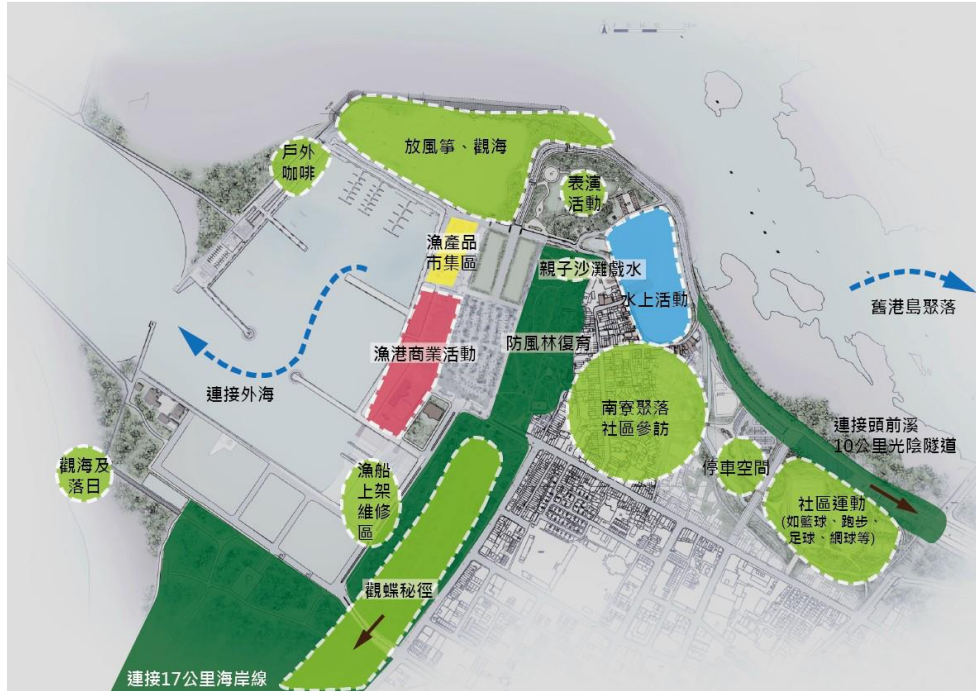 放風箏、觀海
戶外
咖啡
表演
活動
漁產品
市集區
親子沙灘戲水
水上活動
舊港島聚落
防風林復育
漁港商業活動
連接外海
南寮聚落
社區參訪
連接頭前溪
10公里光陰隧道
停車空間
觀海及
落日
漁船
上架
維修
區
社區運動
(如籃球、跑步、
足球、網球等)
觀蝶秘徑
連接17公里海岸線